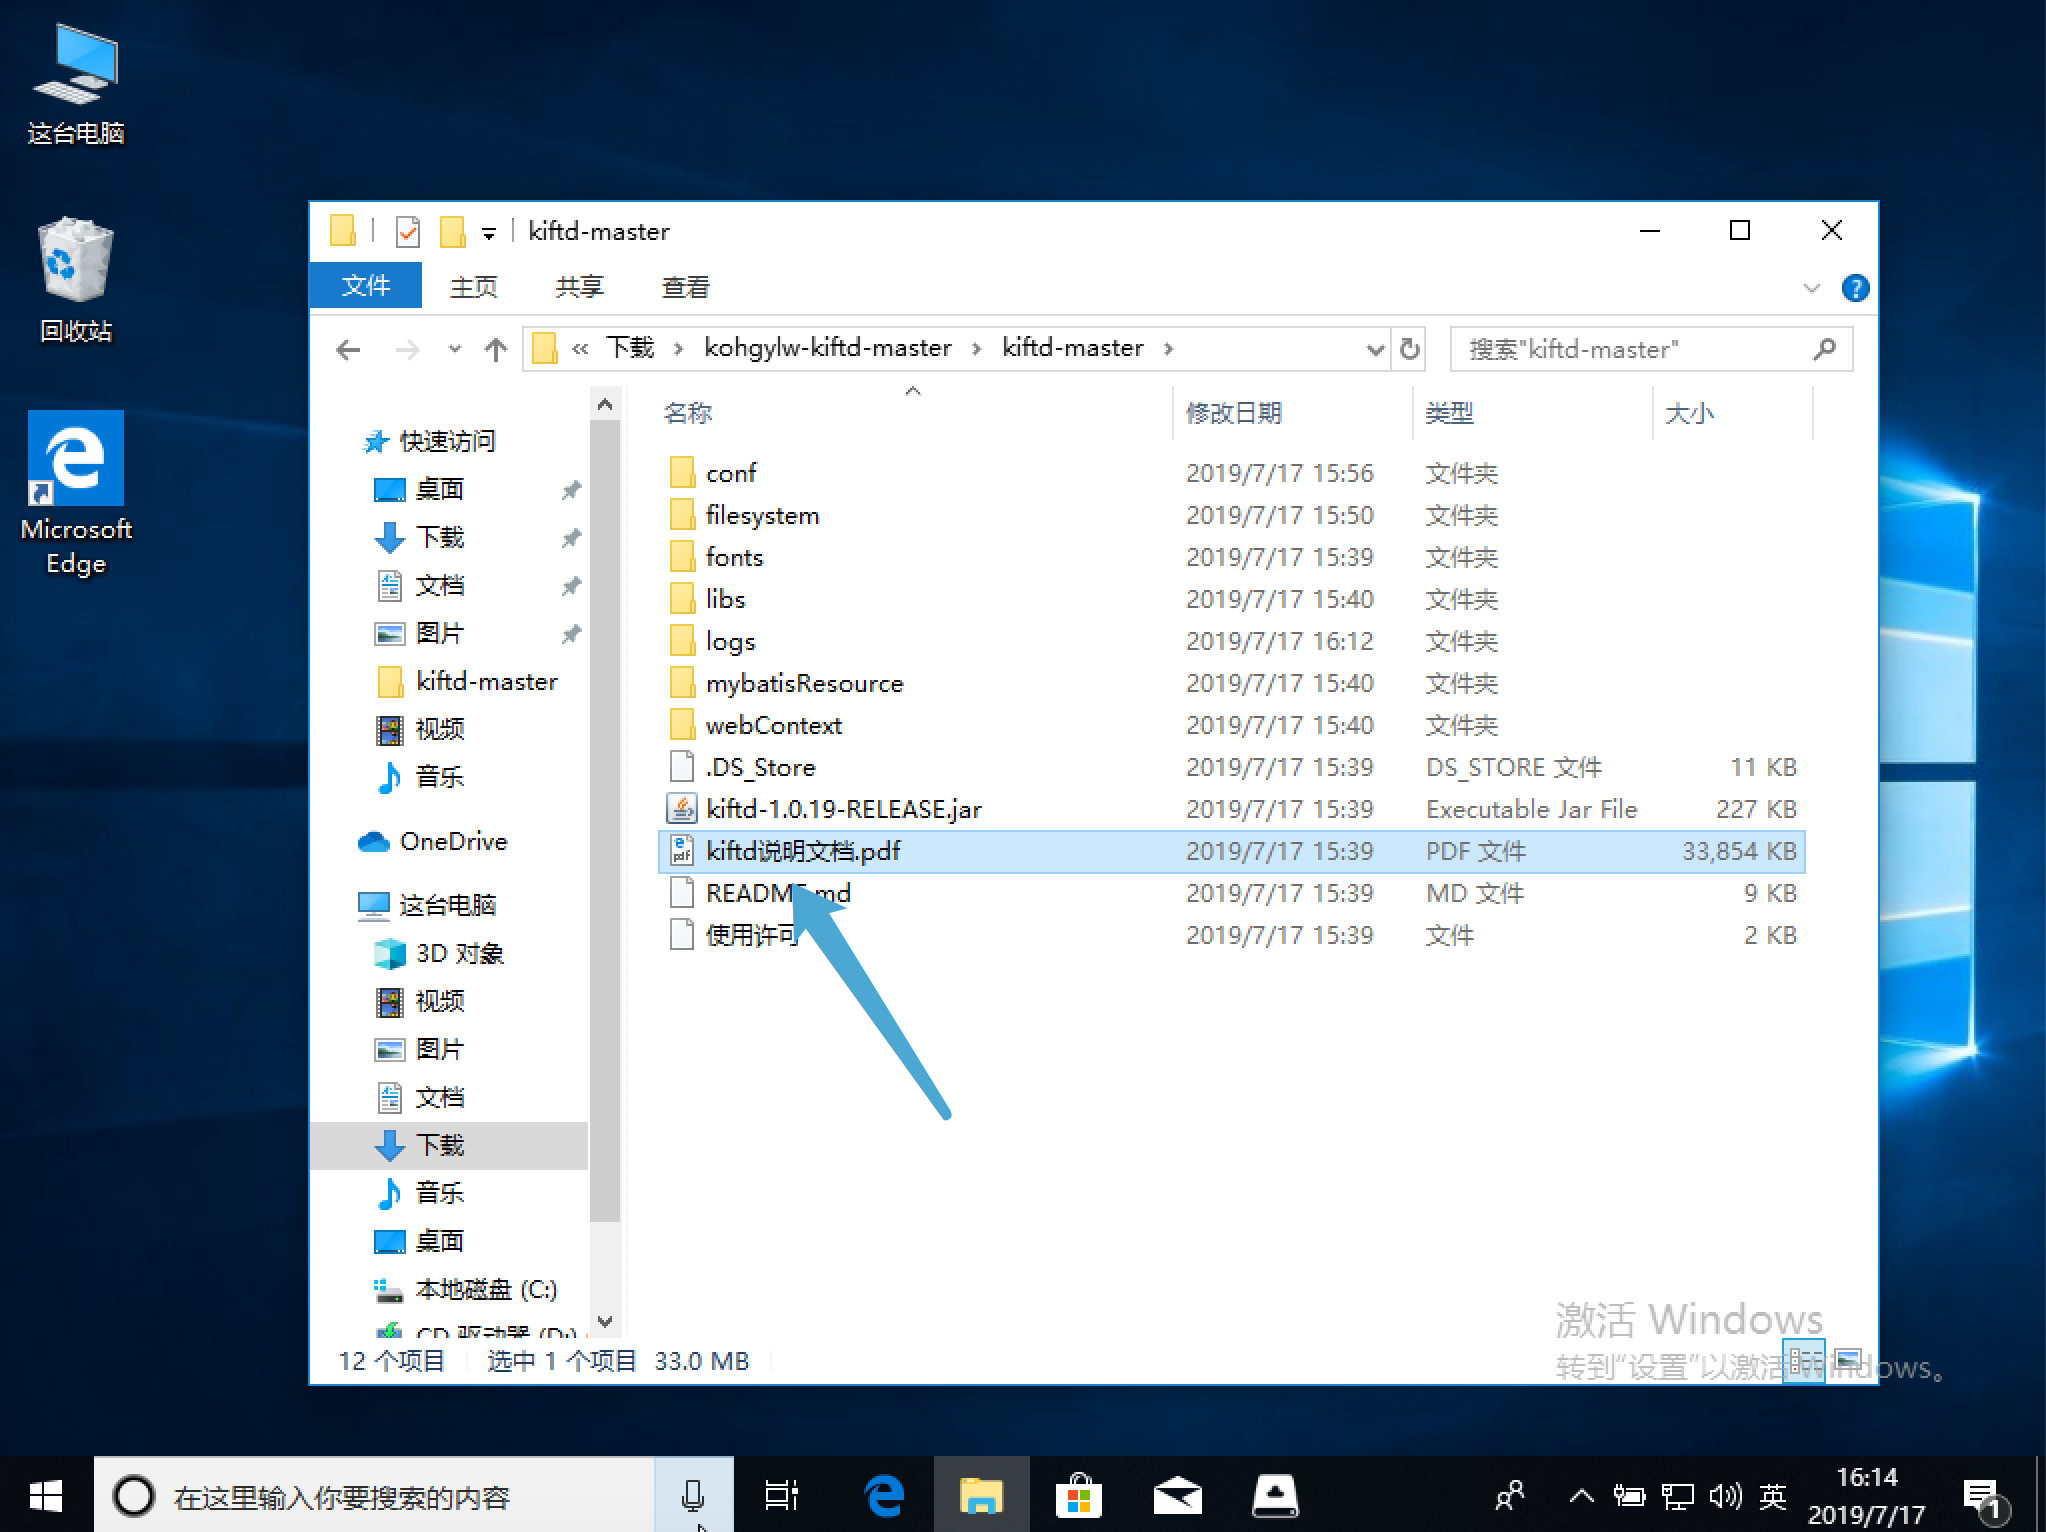 这台电脑
回收站
Microsoft
Edge
kiftd-master
文件 主页 共享 查看
« 下载 › kohgylw-kiftd-master › kiftd-master ›
搜索"kiftd-master"
快速访问
桌面
下载
文档
图片
kiftd-master
视频
音乐
OneDrive
这台电脑
3D 对象
视频
图片
文档
下载
音乐
桌面
本地磁盘 (C:)
CD 驱动器 (D:)
名称 修改日期 类型 大小
conf 2019/7/17 15:56 文件夹
filesystem 2019/7/17 15:50 文件夹
fonts 2019/7/17 15:39 文件夹
libs 2019/7/17 15:40 文件夹
logs 2019/7/17 16:12 文件夹
mybatisResource 2019/7/17 15:40 文件夹
webContext 2019/7/17 15:40 文件夹
.DS_Store 2019/7/17 15:39 DS_STORE 文件 11 KB
kiftd-1.0.19-RELEASE.jar 2019/7/17 15:39 Executable Jar File 227 KB
kiftd说明文档.pdf 2019/7/17 15:39 PDF 文件 33,854 KB
README.md 2019/7/17 15:39 MD 文件 9 KB
使用许可 2019/7/17 15:39 文件 2 KB
12 个项目 选中 1 个项目 33.0 MB
激活 Windows
转到"设置"以激活 Windows。
在这里输入你要搜索的内容
英
16:14
2019/7/17
1